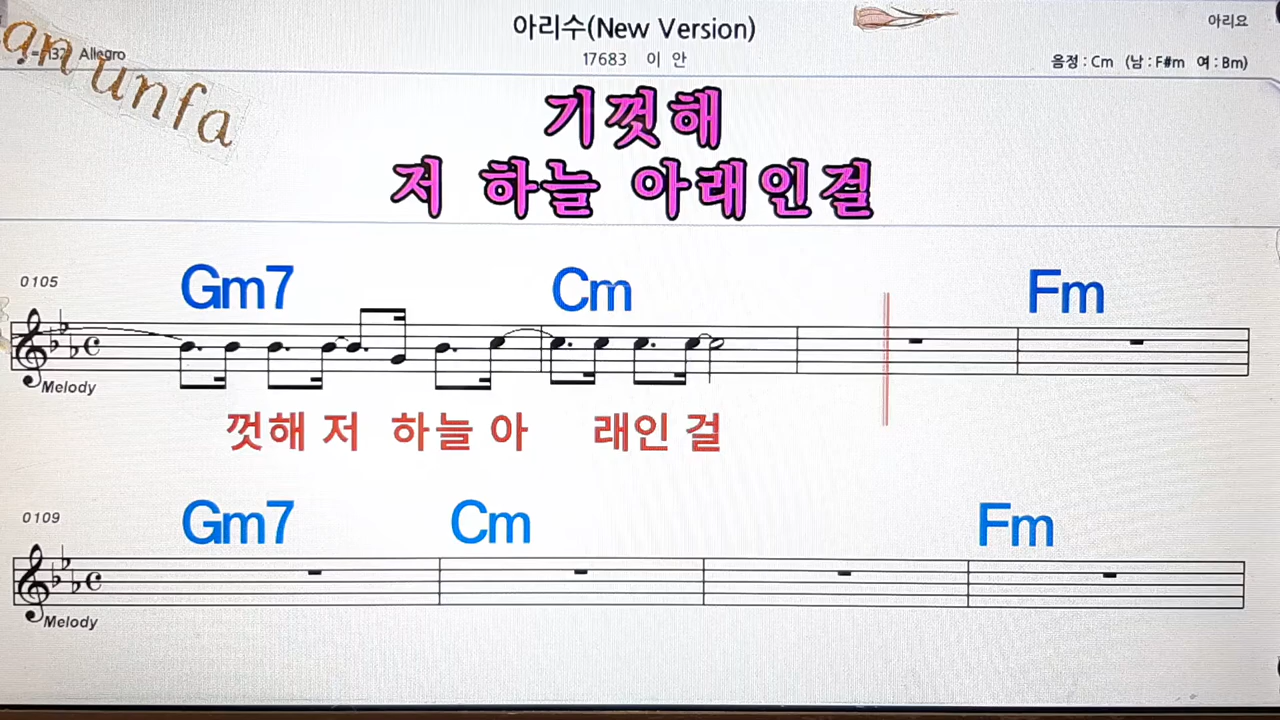 아리수(New Version)
아리요
an unfa
Allegro
17683 이 안
음정 : Cm (남 : F#m 여 : Bm)
기껏해
저 하늘 아래인걸
0105
Gm7 Cm Fm
Melody
껏해 저 하늘 아 래인 걸
0109
Gm7 Cm Fm
Melody